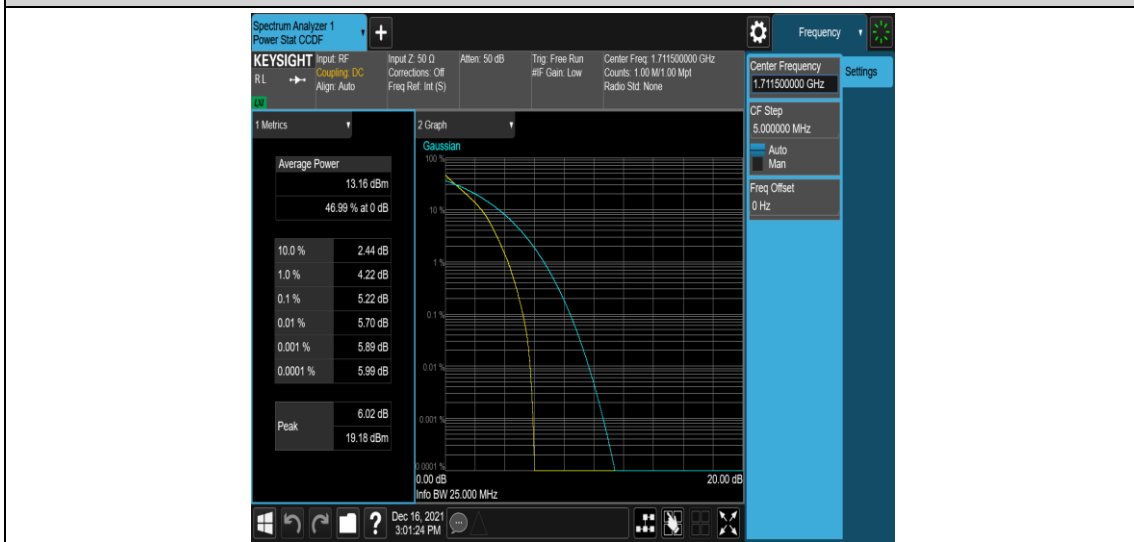 Spectrum Analyzer 1
Power Stat CCDF
+
Frequency
KEYSIGHT
RL
LXI
Input: RF
Coupling: DC
Align: Auto
Input Z: 50 Ω
Corrections: Off
Freq Ref: Int (S)
Atten: 50 dB
Trig: Free Run
#IF Gain: Low
Center Freq: 1.711500000 GHz
Counts: 1.00 M/1.00 Mpt
Radio Std: None
Center Frequency
1.711500000 GHz
Settings
CF Step
5.000000 MHz
Auto
Man
Freq Offset
0 Hz
1 Metrics
Average Power
13.16 dBm
46.99 % at 0 dB
10.0 % 2.44 dB
1.0 % 4.22 dB
0.1 % 5.22 dB
0.01 % 5.70 dB
0.001 % 5.89 dB
0.0001 % 5.99 dB
Peak
6.02 dB
19.18 dBm
2 Graph
Gaussian
100 %
10 %
1 %
0.1 %
0.01 %
0.001 %
0.0001 %
0.00 dB
20.00 dB
Info BW 25.000 MHz
?
Dec 16, 2021
3:01:24 PM